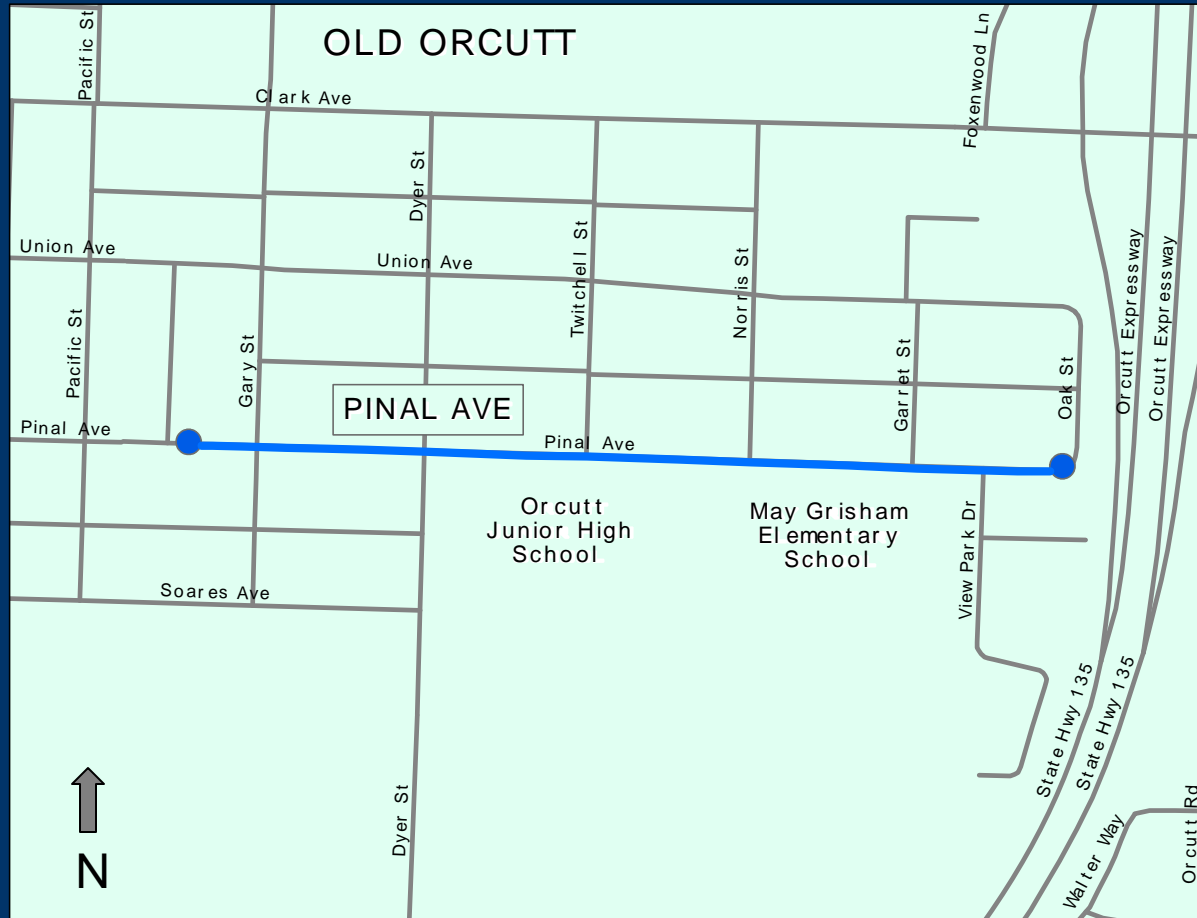 OLD ORCUTT
Pacific St
Foxenwood Ln
Clark Ave
Dyer St
Union Ave
Union Ave
Twitchell St
Norris St
Orcutt Expressway
Orcutt Expressway
Pacific St
Gary St
Garret St
Oak St
PINAL AVE
Pinal Ave
Pinal Ave
Orcutt
Junior High
School
May Grisham
Elementary
School
View Park Dr
Soares Ave
State Hwy 135
State Hwy 135
Dyer St
Walter Way
Orcutt Rd
N